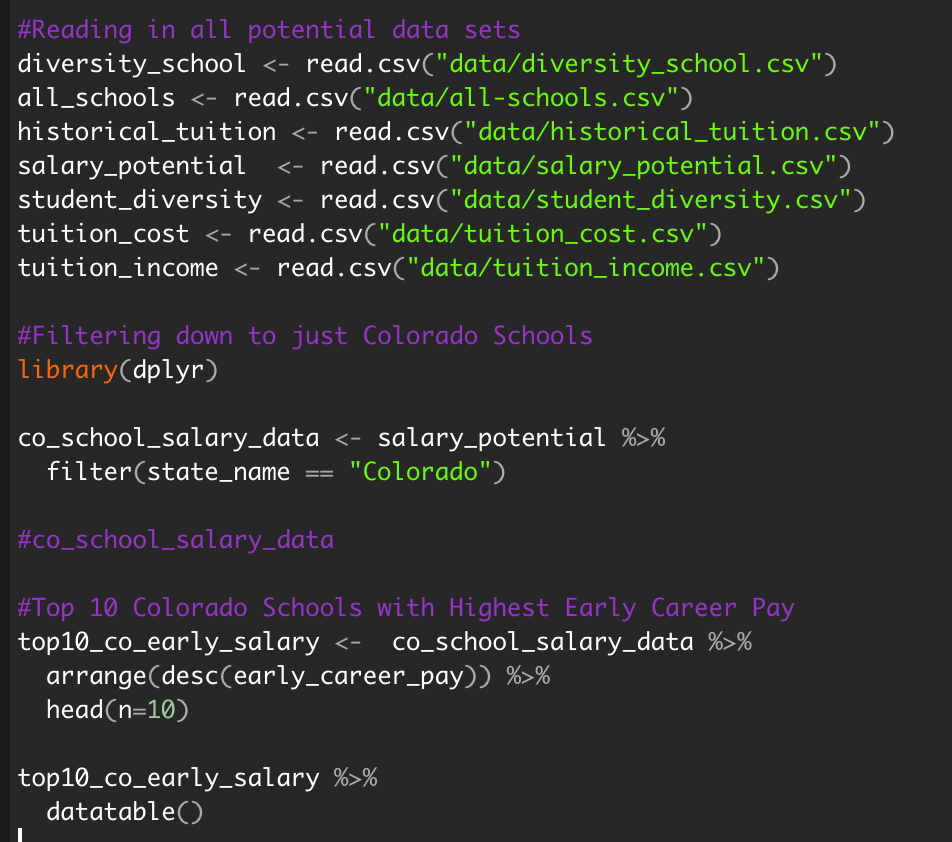 #Reading in all potential data sets
diversity_school <- read.csv("data/diversity_school.csv")
all_schools <- read.csv("data/all-schools.csv")
historical_tuition <- read.csv("data/historical_tuition.csv")
salary_potential  <- read.csv("data/salary_potential.csv")
student_diversity <- read.csv("data/student_diversity.csv")
tuition_cost <- read.csv("data/tuition_cost.csv")
tuition_income <- read.csv("data/tuition_income.csv")

#Filtering down to just Colorado Schools
library(dplyr)

co_school_salary_data <- salary_potential %>%
  filter(state_name == "Colorado")

#co_school_salary_data

#Top 10 Colorado Schools with Highest Early Career Pay
top10_co_early_salary <-  co_school_salary_data %>%
  arrange(desc(early_career_pay)) %>%
  head(n=10)

top10_co_early_salary %>%
  datatable()